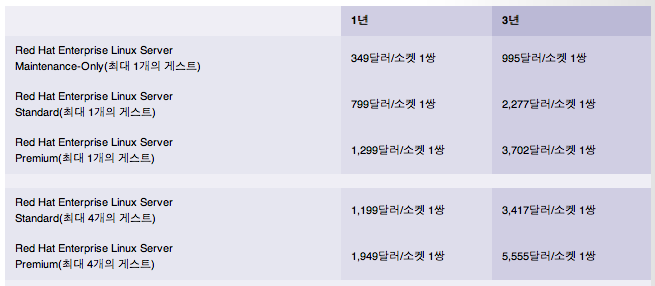 1년 3년
Red Hat Enterprise Linux Server
Maintenance-Only(최대 1개의 게스트) 349달러/소켓 1쌍 995달러/소켓 1쌍
Red Hat Enterprise Linux Server
Standard(최대 1개의 게스트) 799달러/소켓 1쌍 2,277달러/소켓 1쌍
Red Hat Enterprise Linux Server
Premium(최대 1개의 게스트) 1,299달러/소켓 1쌍 3,702달러/소켓 1쌍
Red Hat Enterprise Linux Server
Standard(최대 4개의 게스트) 1,199달러/소켓 1쌍 3,417달러/소켓 1쌍
Red Hat Enterprise Linux Server
Premium(최대 4개의 게스트) 1,949달러/소켓 1쌍 5,555달러/소켓 1쌍